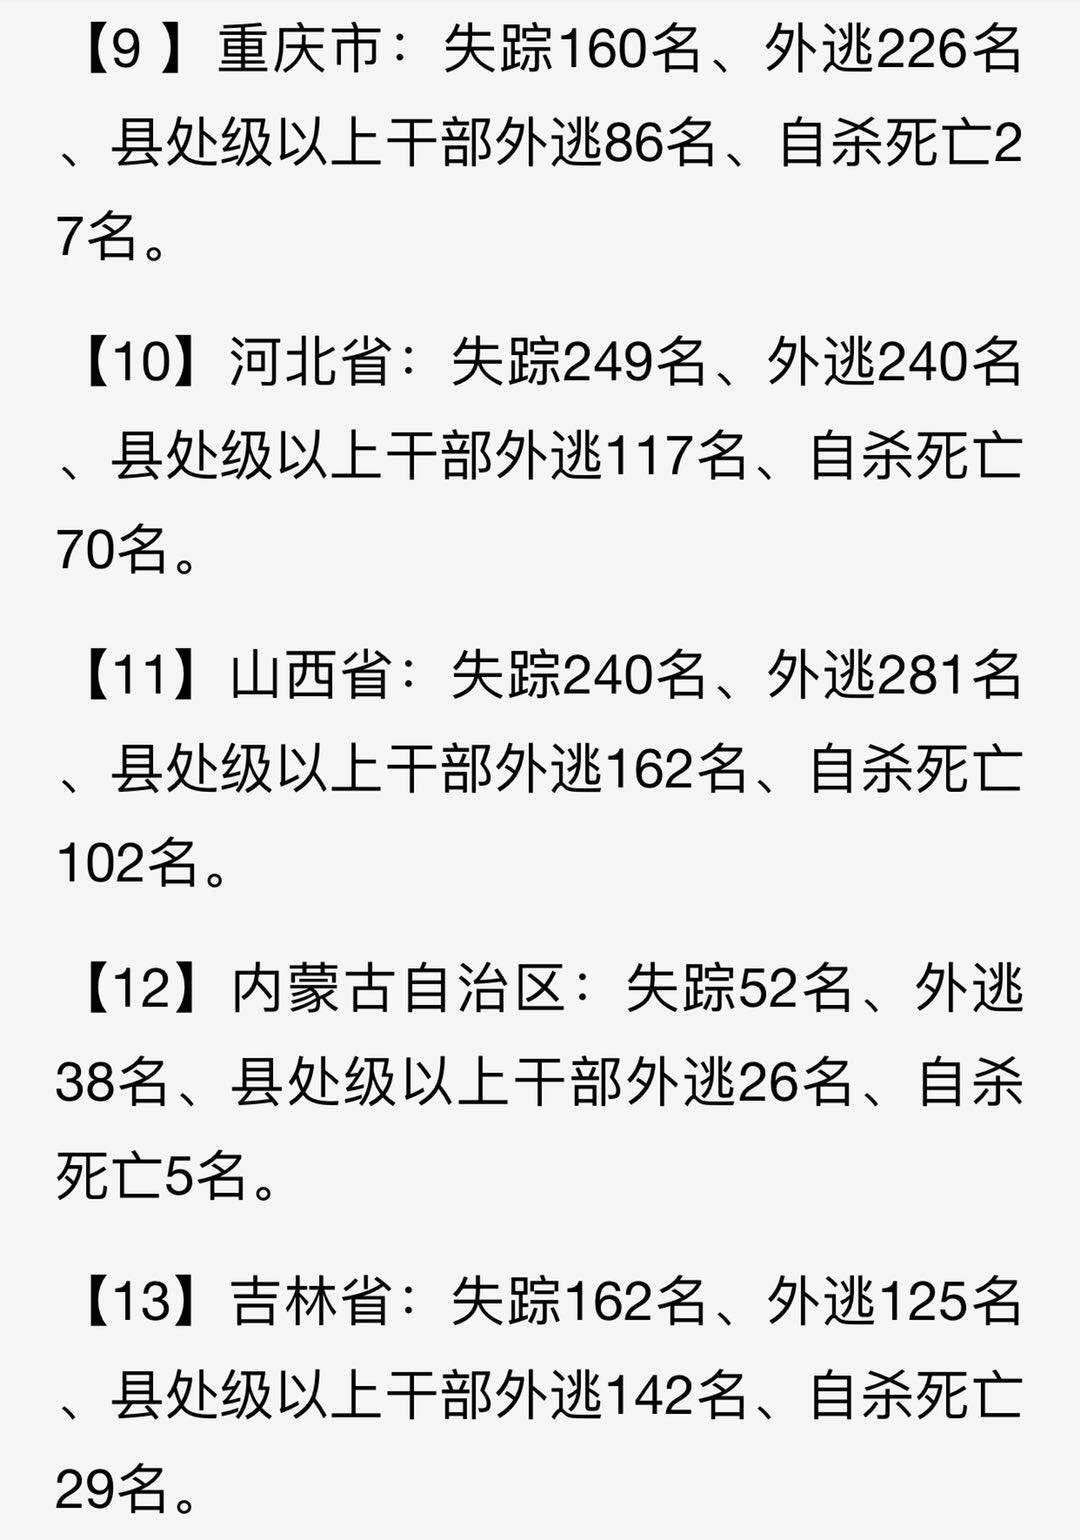 【9 】重庆市：失踪160名、外逃226名
、县处级以上干部外逃86名、自杀死亡2
7名。
【10】河北省：失踪249名、外逃240名
、县处级以上干部外逃117名、自杀死亡
70名。
【11】山西省：失踪240名、外逃281名
、县处级以上干部外逃162名、自杀死亡
102名。
【12】内蒙古自治区：失踪52名、外逃
38名、县处级以上干部外逃26名、自杀
死亡5名。
【13】吉林省：失踪162名、外逃125名
、县处级以上干部外逃142名、自杀死亡
29名。